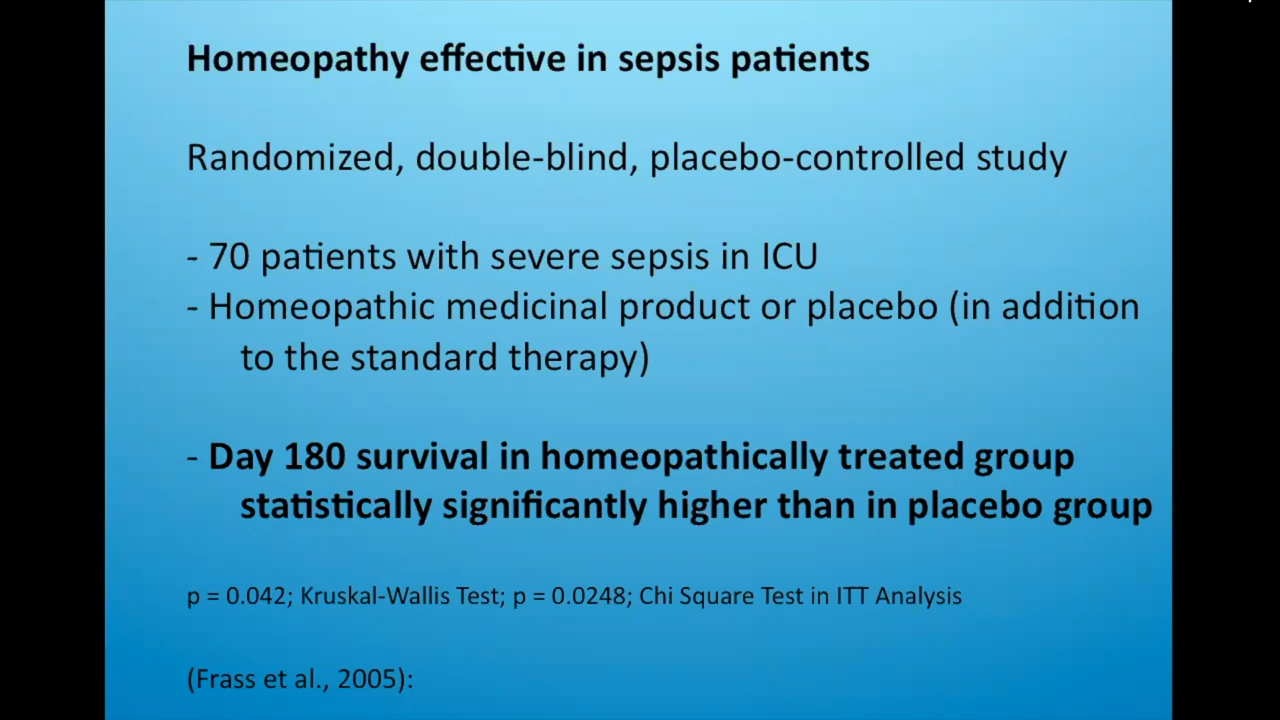 Homeopathy effective in sepsis patients
Randomized, double-blind, placebo-controlled study
- 70 patients with severe sepsis in ICU
- Homeopathic medicinal product or placebo (in addition
to the standard therapy)
- Day 180 survival in homeopathically treated group
statistically significantly higher than in placebo group
p = 0.042; Kruskal-Wallis Test; p = 0.0248; Chi Square Test in ITT Analysis
(Frass et al., 2005):